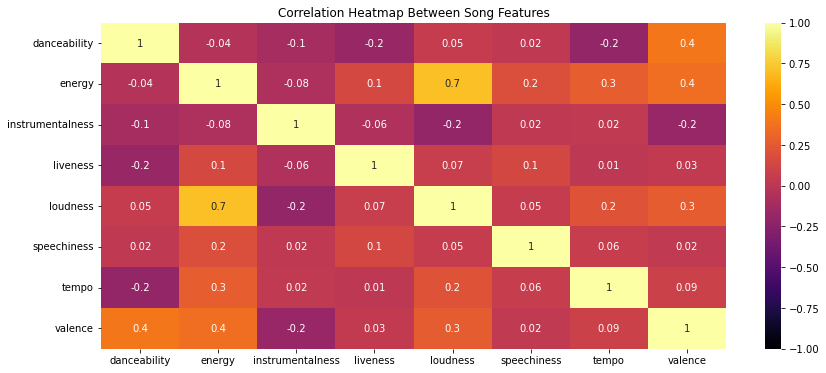 Correlation Heatmap Between Song Features
danceability 1 -0.04 -0.1 -0.2 0.05 0.02 -0.2 0.4
energy -0.04 1 -0.08 0.1 0.7 0.2 0.3 0.4
instrumentalness -0.1 -0.08 1 -0.06 -0.2 0.02 0.02 -0.2
liveness -0.2 0.1 -0.06 1 0.07 0.1 0.01 0.03
loudness 0.05 0.7 -0.2 0.07 1 0.05 0.2 0.3
speechiness 0.02 0.2 0.02 0.1 0.05 1 0.06 0.02
tempo -0.2 0.3 0.02 0.01 0.2 0.06 1 0.09
valence 0.4 0.4 -0.2 0.03 0.3 0.02 0.09 1
danceability energy instrumentalness liveness loudness speechiness tempo valence
1.00
0.75
0.50
0.25
0.00
−0.25
−0.50
−0.75
−1.00